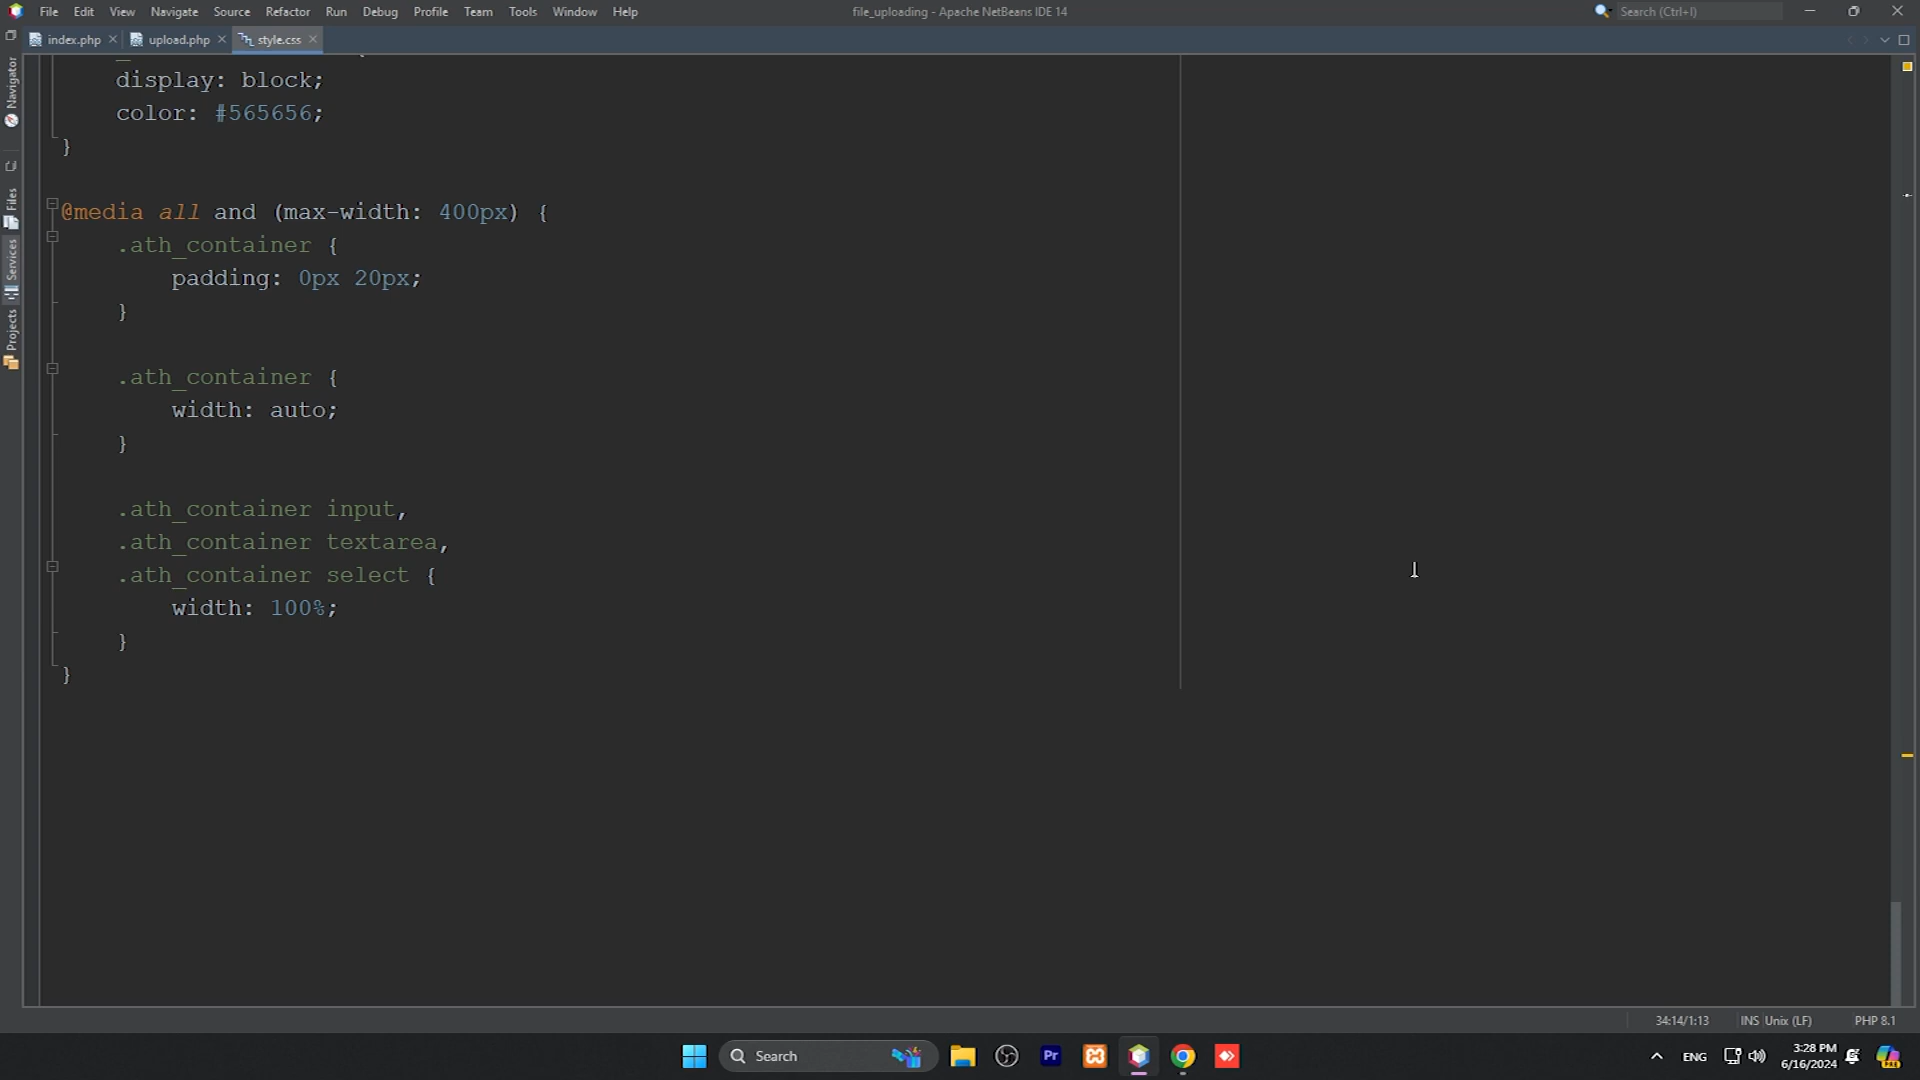 File Edit View Navigate Source Refactor Run Debug Profile Team Tools Window Help
file_uploading - Apache NetBeans IDE 14
Search (Ctrl+I)
index.php
upload.php
style.css
Navigator
Files
Services
Projects
display: block;
color: #565656;
}
@media all and (max-width: 400px) {
.ath_container {
padding: 0px 20px;
}
.ath_container {
width: auto;
}
.ath_container input,
.ath_container textarea,
.ath_container select {
width: 100%;
}
}
34:14/1:13
INS
Unix (LF)
PHP 8.1
Search
Pr
ENG
3:28 PM
6/16/2024
PRE